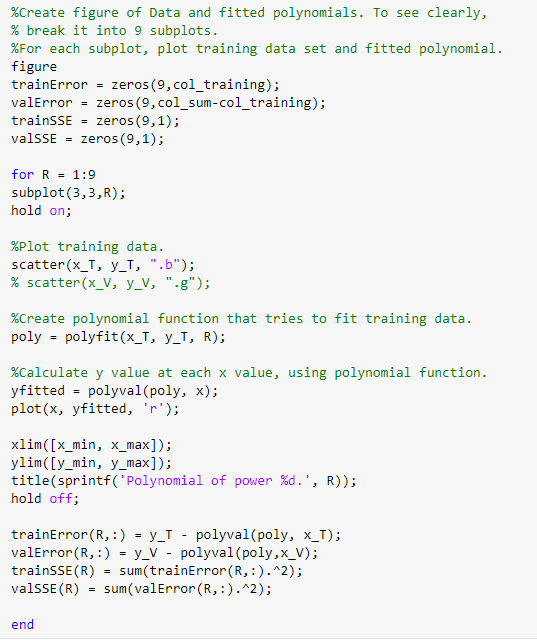 %Create figure of Data and fitted polynomials. To see clearly,
% break it into 9 subplots.
%For each subplot, plot training data set and fitted polynomial.
figure
trainError = zeros(9,col_training);
valError = zeros(9,col_sum-col_training);
trainSSE = zeros(9,1);
valSSE = zeros(9,1);
for R = 1:9
subplot(3,3,R);
hold on;
%Plot training data.
scatter(x_T, y_T, ".b");
% scatter(x_V, y_V, ".g");
%Create polynomial function that tries to fit training data.
poly = polyfit(x_T, y_T, R);
%Calculate y value at each x value, using polynomial function.
yfitted = polyval(poly, x);
plot(x, yfitted, 'r');
xlim([x_min, x_max]);
ylim([y_min, y_max]);
title(sprintf('Polynomial of power %d.', R));
hold off;
trainError(R,:) = y_T - polyval(poly, x_T);
valError(R,:) = y_V - polyval(poly,x_V);
trainSSE(R) = sum(trainError(R,:).^2);
valSSE(R) = sum(valError(R,:).^2);
end